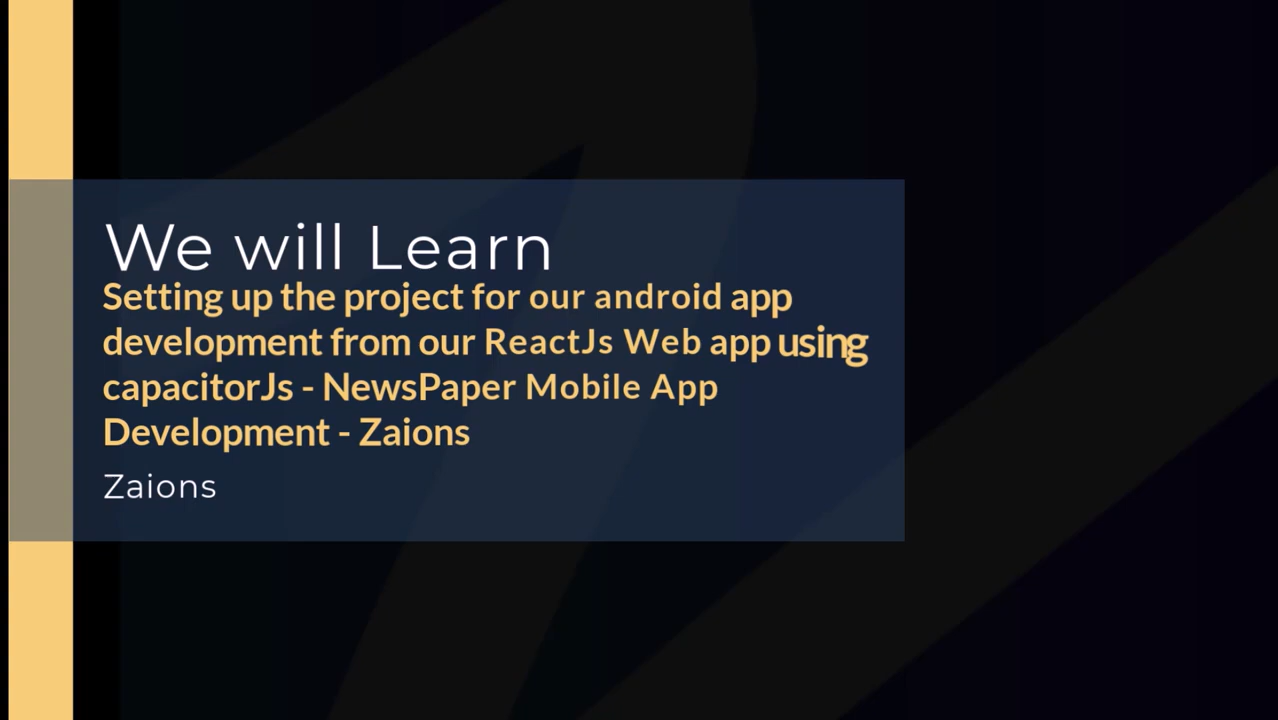 We will Learn
Setting up the project for our android app
development from our ReactJs Web app using
capacitorJs - NewsPaper Mobile App
Development - Zaions
Zaions